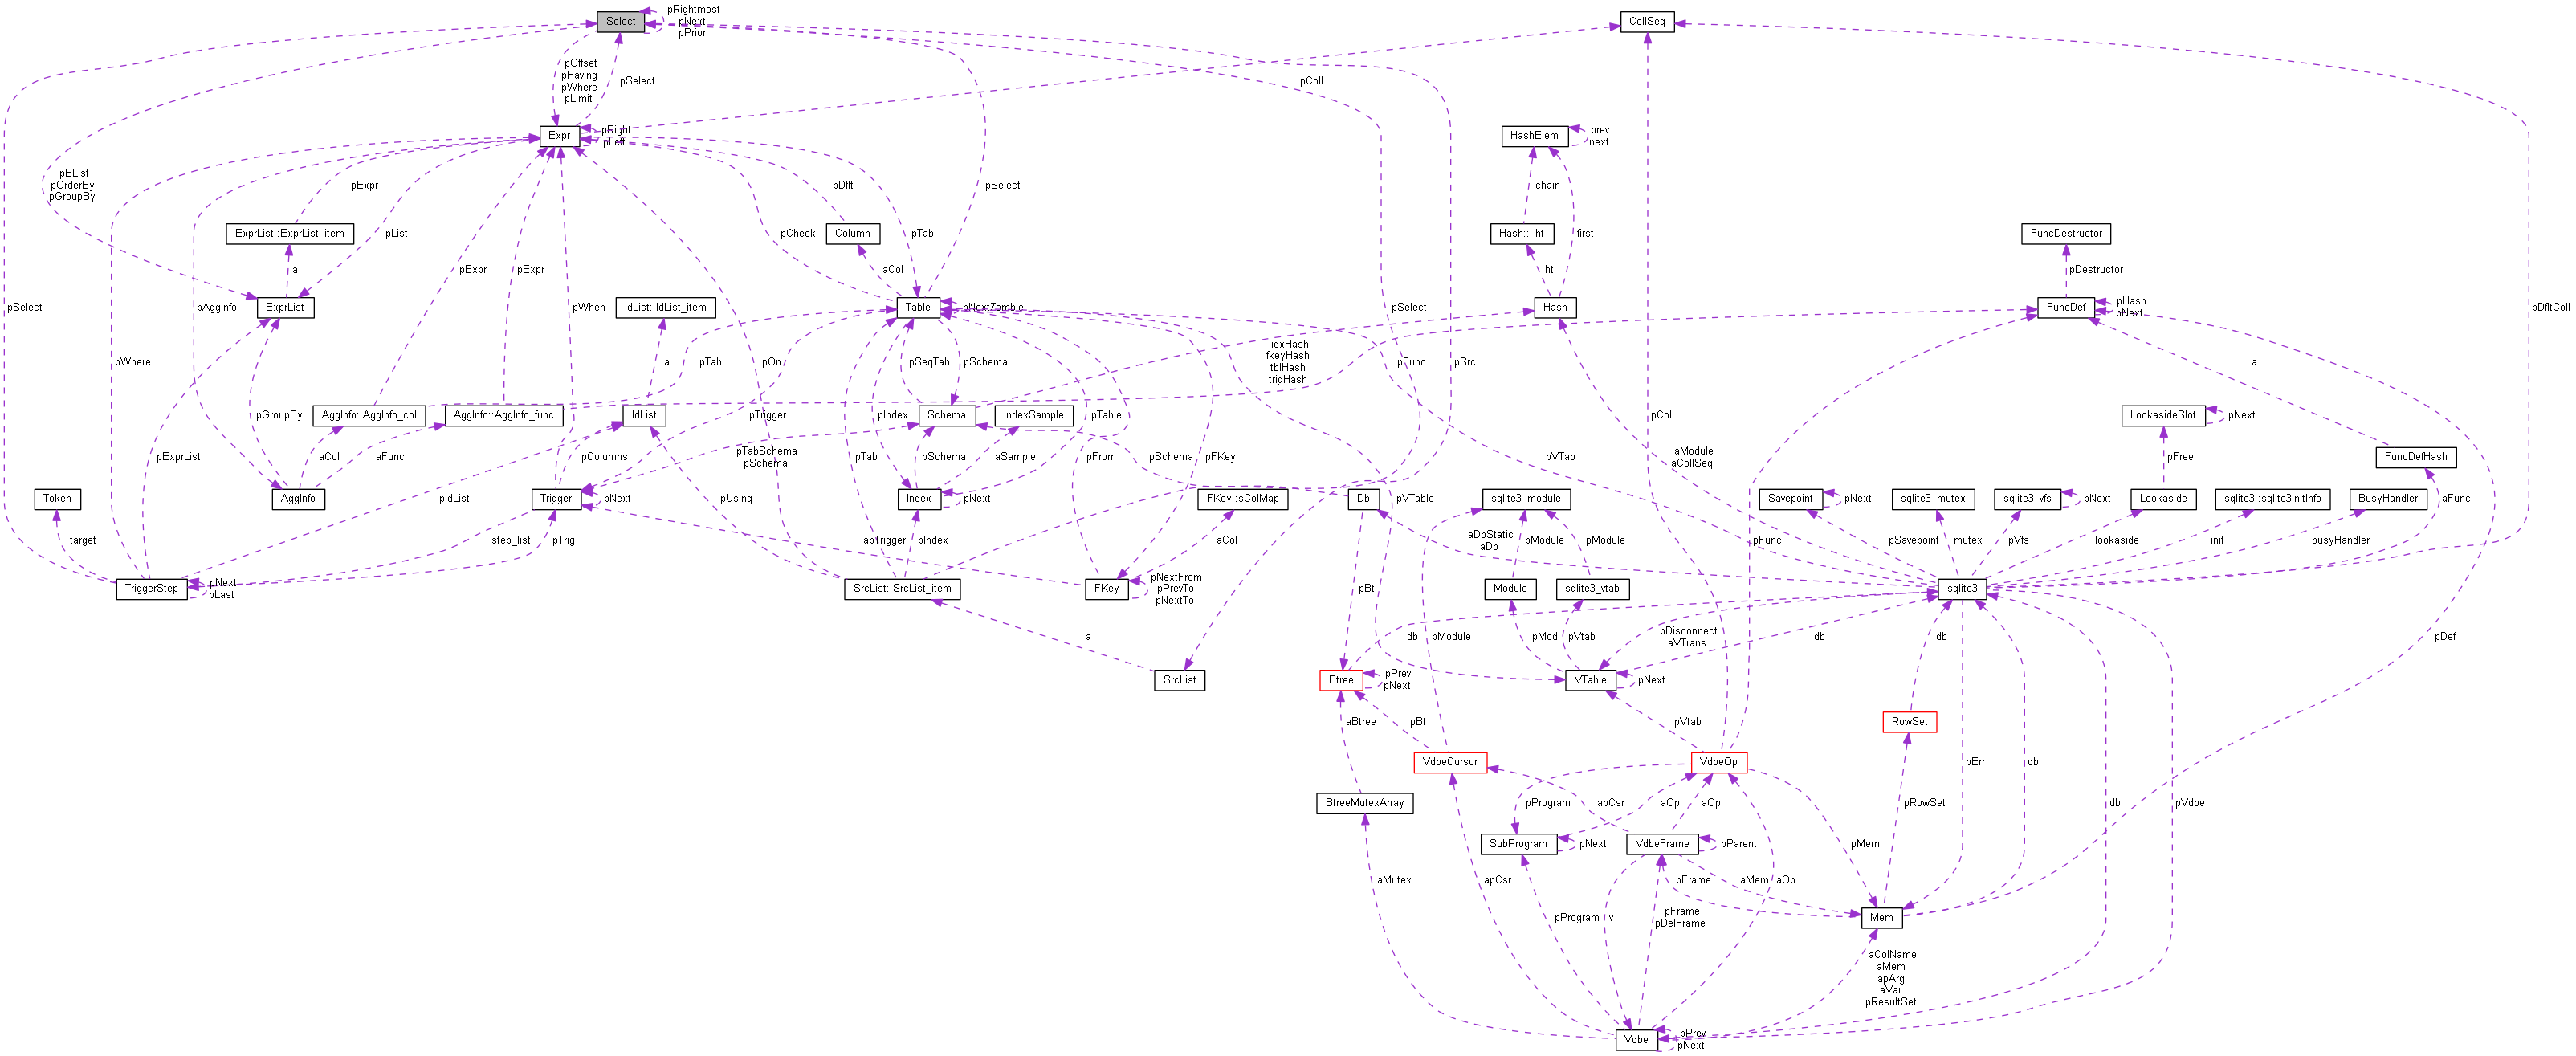 Select
pRightmost
pNext
pPrior
CollSeq
pOffset
pHaving
pWhere
pLimit
pSelect
pColl
Expr
pRight
pLeft
HashElem
prev
next
pEList
pOrderBy
pGroupBy
pExpr
pDflt
pSelect
chain
ExprList::ExprList_item
pList
pCheck
Column
pTab
Hash::_ht
first
FuncDestructor
a
pExpr
pExpr
aCol
ht
pDestructor
pSelect
ExprList
pAggInfo
pWhen
IdList::IdList_item
Table
pNextZombie
pSelect
Hash
FuncDef
pHash
pNext
pDfltColl
pWhere
pOn
a
pTab
pSeqTab
pSchema
idxHash
fkeyHash
tblHash
trigHash
pFunc
pSrc
a
pGroupBy
AggInfo::AggInfo_col
AggInfo::AggInfo_func
IdList
pTrigger
pIndex
Schema
IndexSample
pTable
pColl
LookasideSlot
pNext
pExprList
aCol
aFunc
pColumns
pTabSchema
pSchema
pTab
pSchema
aSample
pFrom
pFKey
pSchema
pVTab
aModule
aCollSeq
pFree
FuncDefHash
Token
AggInfo
pIdList
Trigger
pNext
pUsing
Index
pNext
FKey::sColMap
Db
pVTable
sqlite3_module
Savepoint
pNext
sqlite3_mutex
sqlite3_vfs
pNext
Lookaside
sqlite3::sqlite3InitInfo
BusyHandler
aFunc
target
step_list
pTrig
apTrigger
pIndex
aCol
aDbStatic
aDb
pModule
pModule
pFunc
pSavepoint
mutex
pVfs
lookaside
init
busyHandler
TriggerStep
pNext
pLast
SrcList::SrcList_item
FKey
pNextFrom
pPrevTo
pNextTo
pBt
Module
sqlite3_vtab
sqlite3
a
db
pModule
pMod
pVtab
pDisconnect
aVTrans
db
db
pDef
SrcList
Btree
pPrev
pNext
VTable
pNext
aBtree
pBt
pVtab
RowSet
VdbeCursor
VdbeOp
pErr
db
BtreeMutexArray
pProgram
apCsr
aOp
aOp
pRowSet
db
pVdbe
SubProgram
pNext
VdbeFrame
pParent
pMem
aMutex
apCsr
pFrame
aMem
aOp
pProgram
v
pFrame
pDelFrame
Mem
aColName
aMem
apArg
aVar
pResultSet
Vdbe
pPrev
pNext